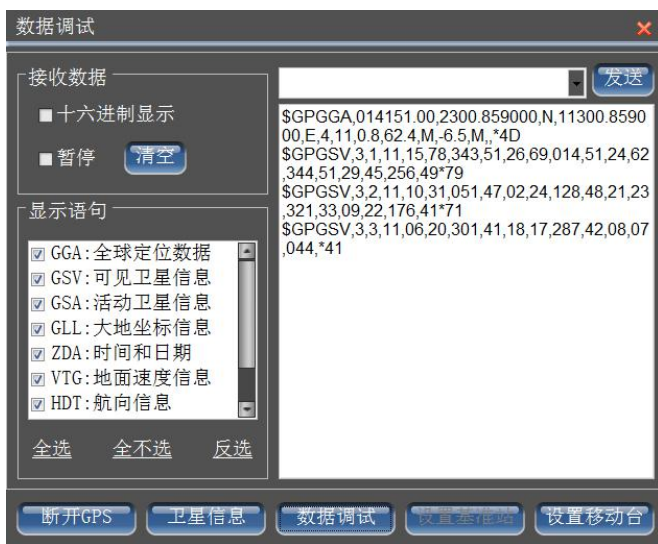 数据调试
接收数据
十六进制显示
暂停
清空
发送
$GPGGA,014151.00,2300.859000,N,11300.8590
00,E,4,11,0.8,62.4,M,-6.5,M,,*4D
$GPGSV,3,1,11,15,78,343,51,26,69,014,51,24,62
,344,51,29,45,256,49*79
$GPGSV,3,2,11,10,31,051,47,02,24,128,48,21,23
,321,33,09,22,176,41*71
$GPGSV,3,3,11,06,20,301,41,18,17,287,42,08,07
,044,*41
显示语句
GGA:全球定位数据
GSV:可见卫星信息
GSA:活动卫星信息
GLL:大地坐标信息
ZDA:时间和日期
VTG:地面速度信息
HDT:航向信息
全选 全不选 反选
断开GPS 卫星信息 数据调试 设置基准站 设置移动台